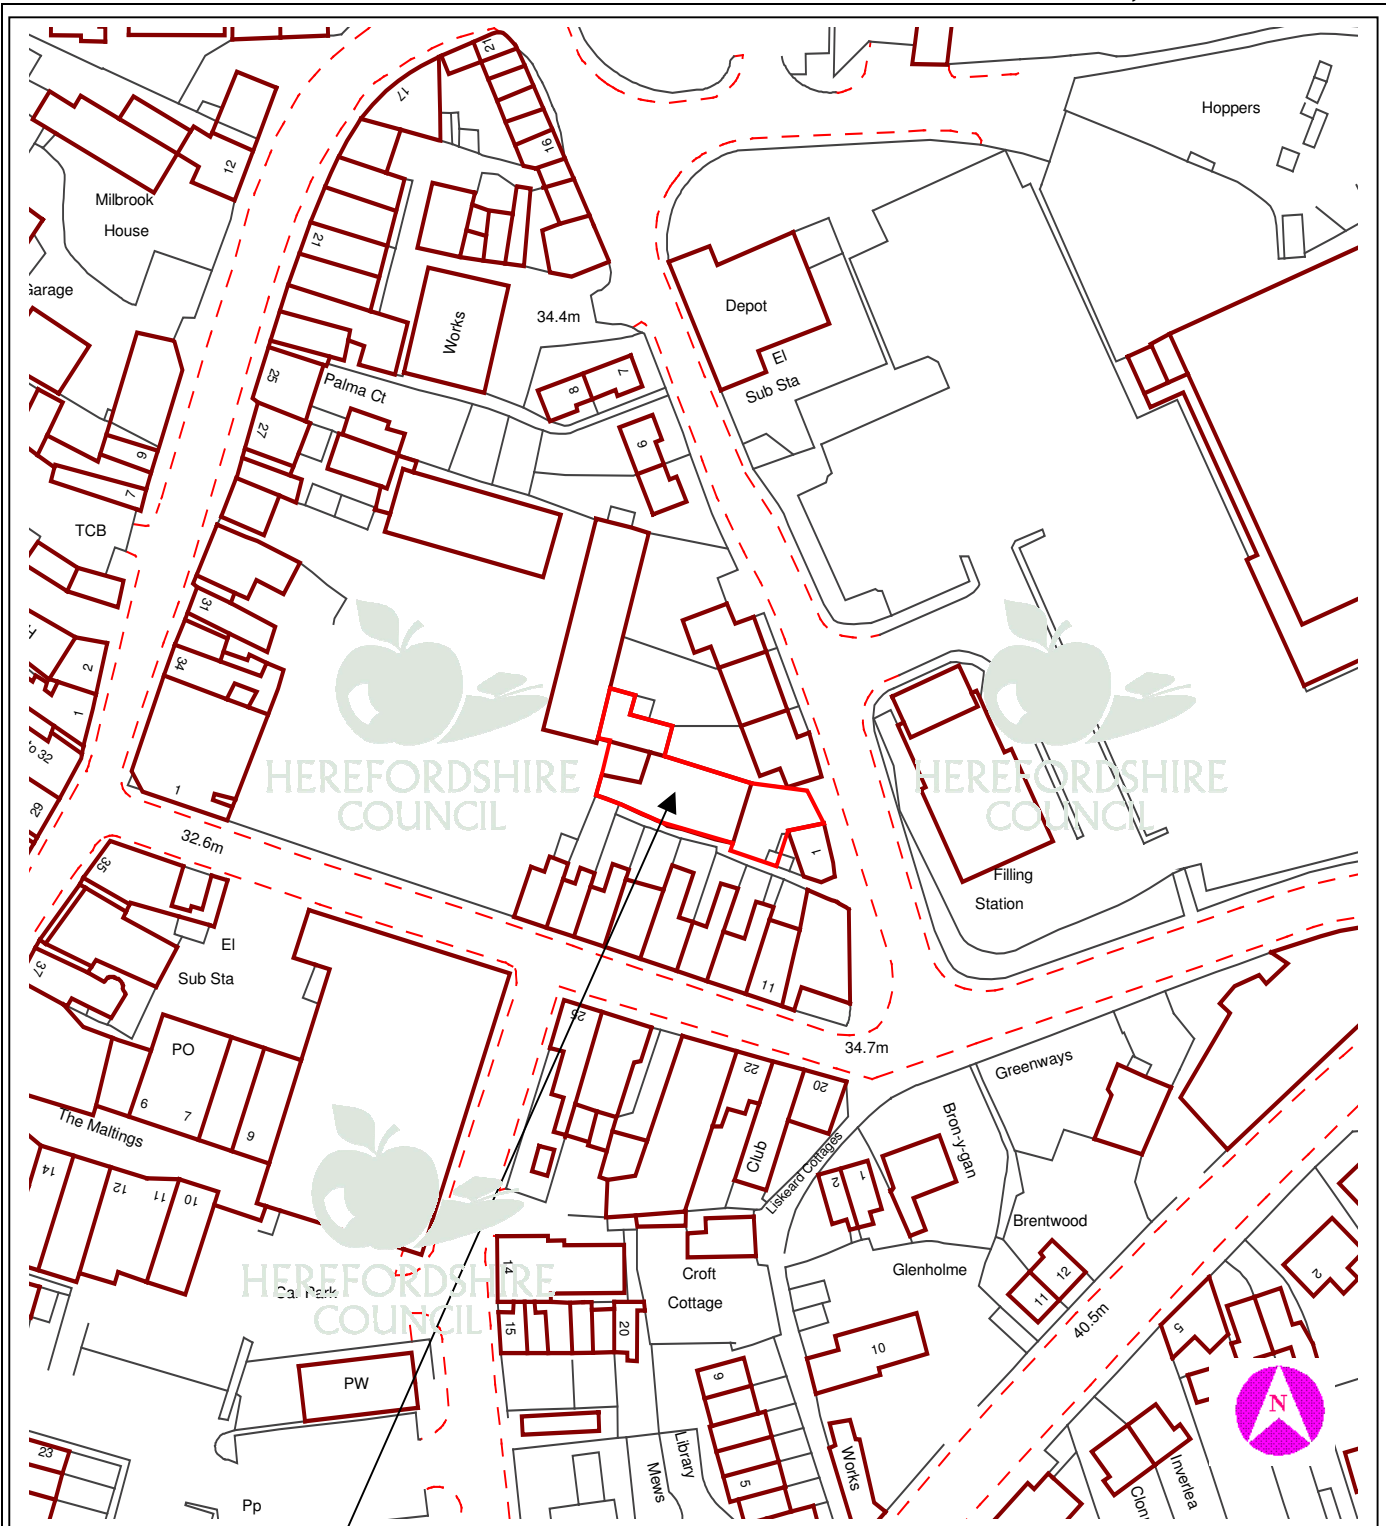 21
17
16
Hoppers
12
Milbrook
House
21
Garage
Works
34.4m
Depot
El
Sub Sta
25
Palma Ct
8
7
27
9
6
7
TCB
31
34
2
1
to 32
29
1
HEREFORDSHIRE
COUNCIL
HEREFORDSHIRE
COUNCIL
32.6m
35
1
Filling
Station
El
Sub Sta
37
11
25
34.7m
PO
6
7
9
The Maltings
22
20
Club
Liskeard Cottages
Greenways
Bron-y-gan
2
1
14
12
11
10
Brentwood
Glenholme
12
11
40.5m
HEREFORDSHIRE
COUNCIL
Car Park
14
15
20
Croft
Cottage
10
5
2
PW
9
5
Library
Mews
Works
N
23
Pp
Inverlea